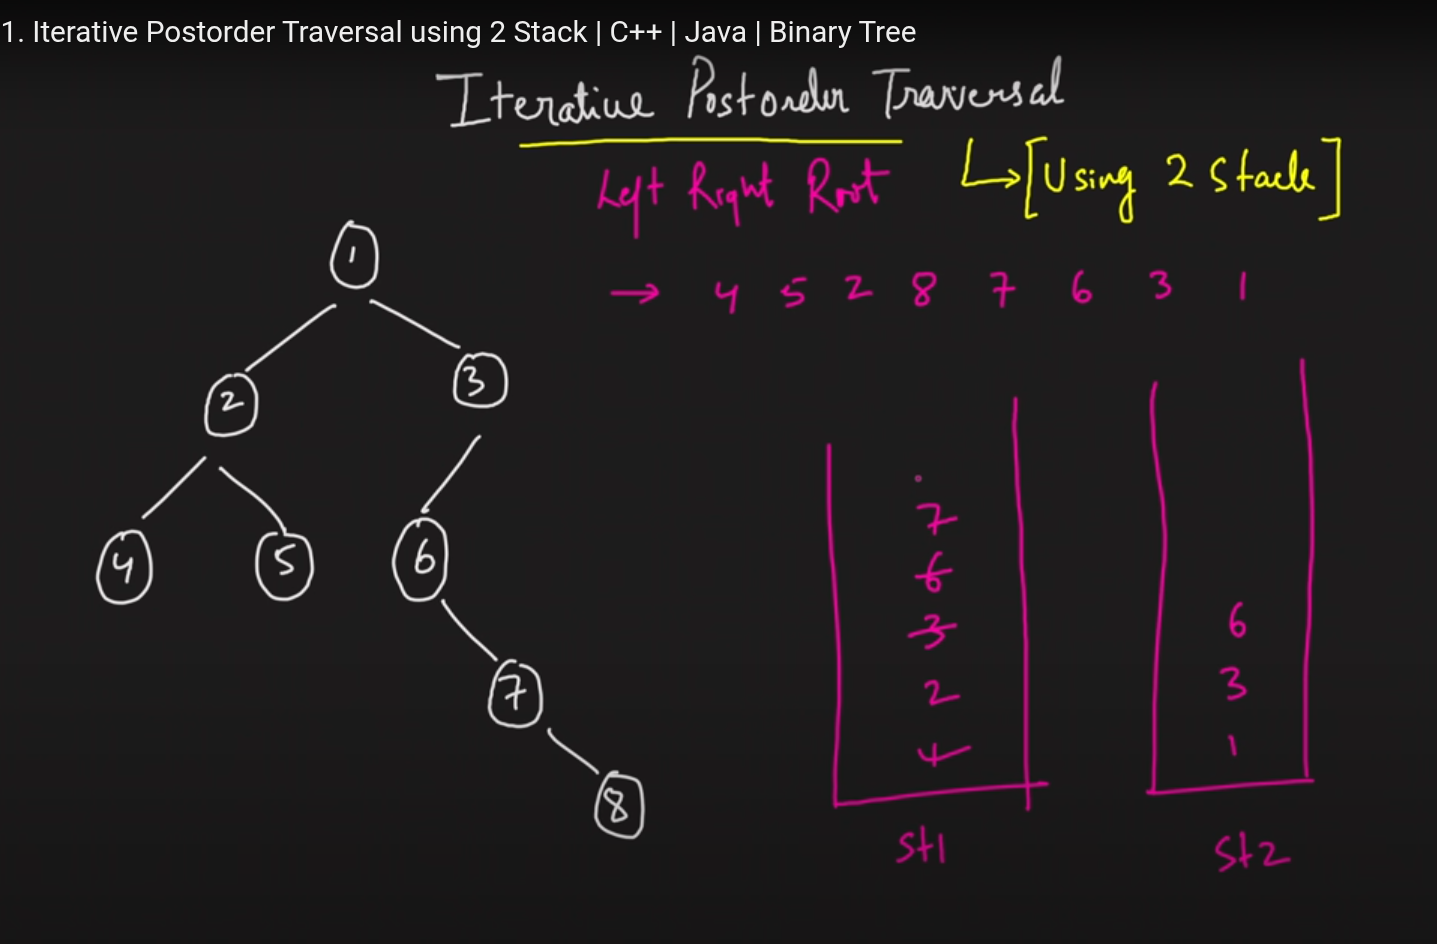 1. Iterative Postorder Traversal using 2 Stack | C++ | Java | Binary Tree
Iterative Postorder Traversal
Left Right Root
↳ [Using 2 Stack]
→ 4 5 2 8 7 6 3 1
1
2 3
4 5 6
7
8
7
6
3
2
1
st1
6
3
1
St2